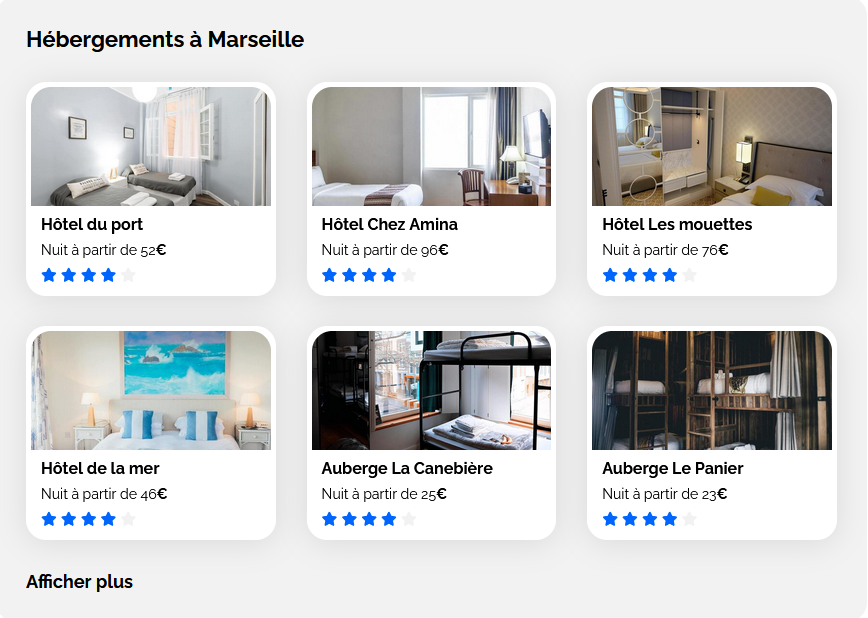 Hébergements à Marseille
Hôtel du port
Nuit à partir de 52€
Hôtel Chez Amina
Nuit à partir de 96€
Hôtel Les mouettes
Nuit à partir de 76€
Hôtel de la mer
Nuit à partir de 46€
Auberge La Canebière
Nuit à partir de 25€
Auberge Le Panier
Nuit à partir de 23€
Afficher plus